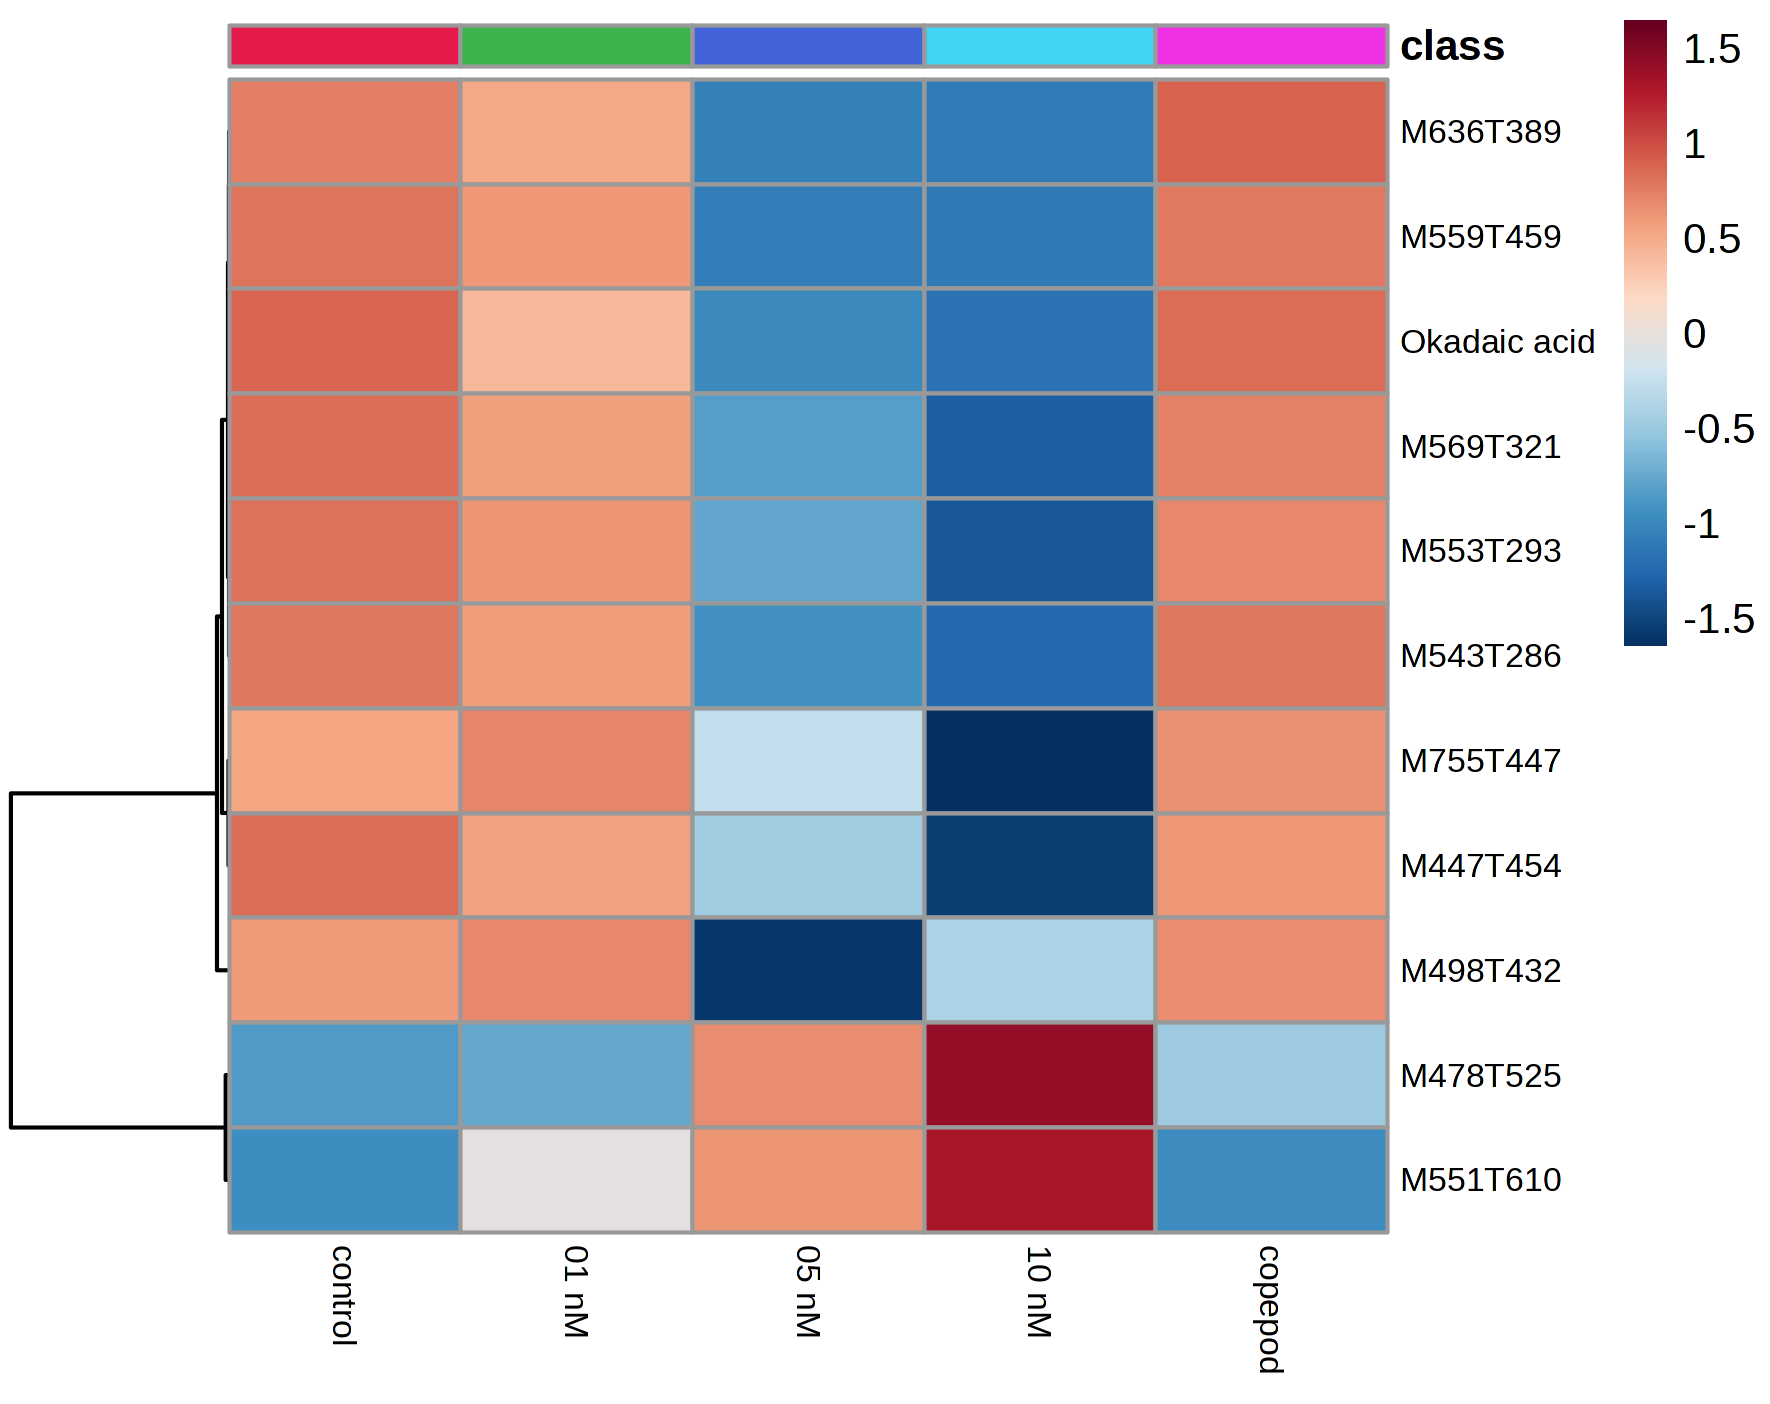 class
M636T389
M559T459
Okadaic acid
M569T321
M553T293
M543T286
M755T447
M447T454
M498T432
M478T525
M551T610
control
01 nM
05 nM
10 nM
copepod
1.5
1
0.5
0
-0.5
-1
-1.5